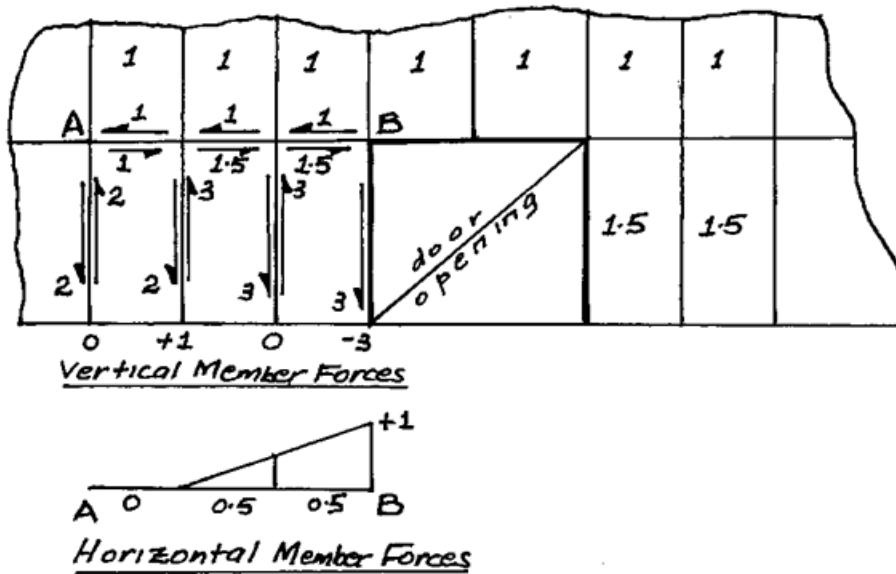 1 1 1 1 1 1 1
A 1 1 1 B
1 1.5 1.5
2 3 3
door opening
1.5 1.5
2 2 3 3
0 +1 0 -3
Vertical Member Forces
+1
A 0 0.5 0.5 B
Horizontal Member Forces